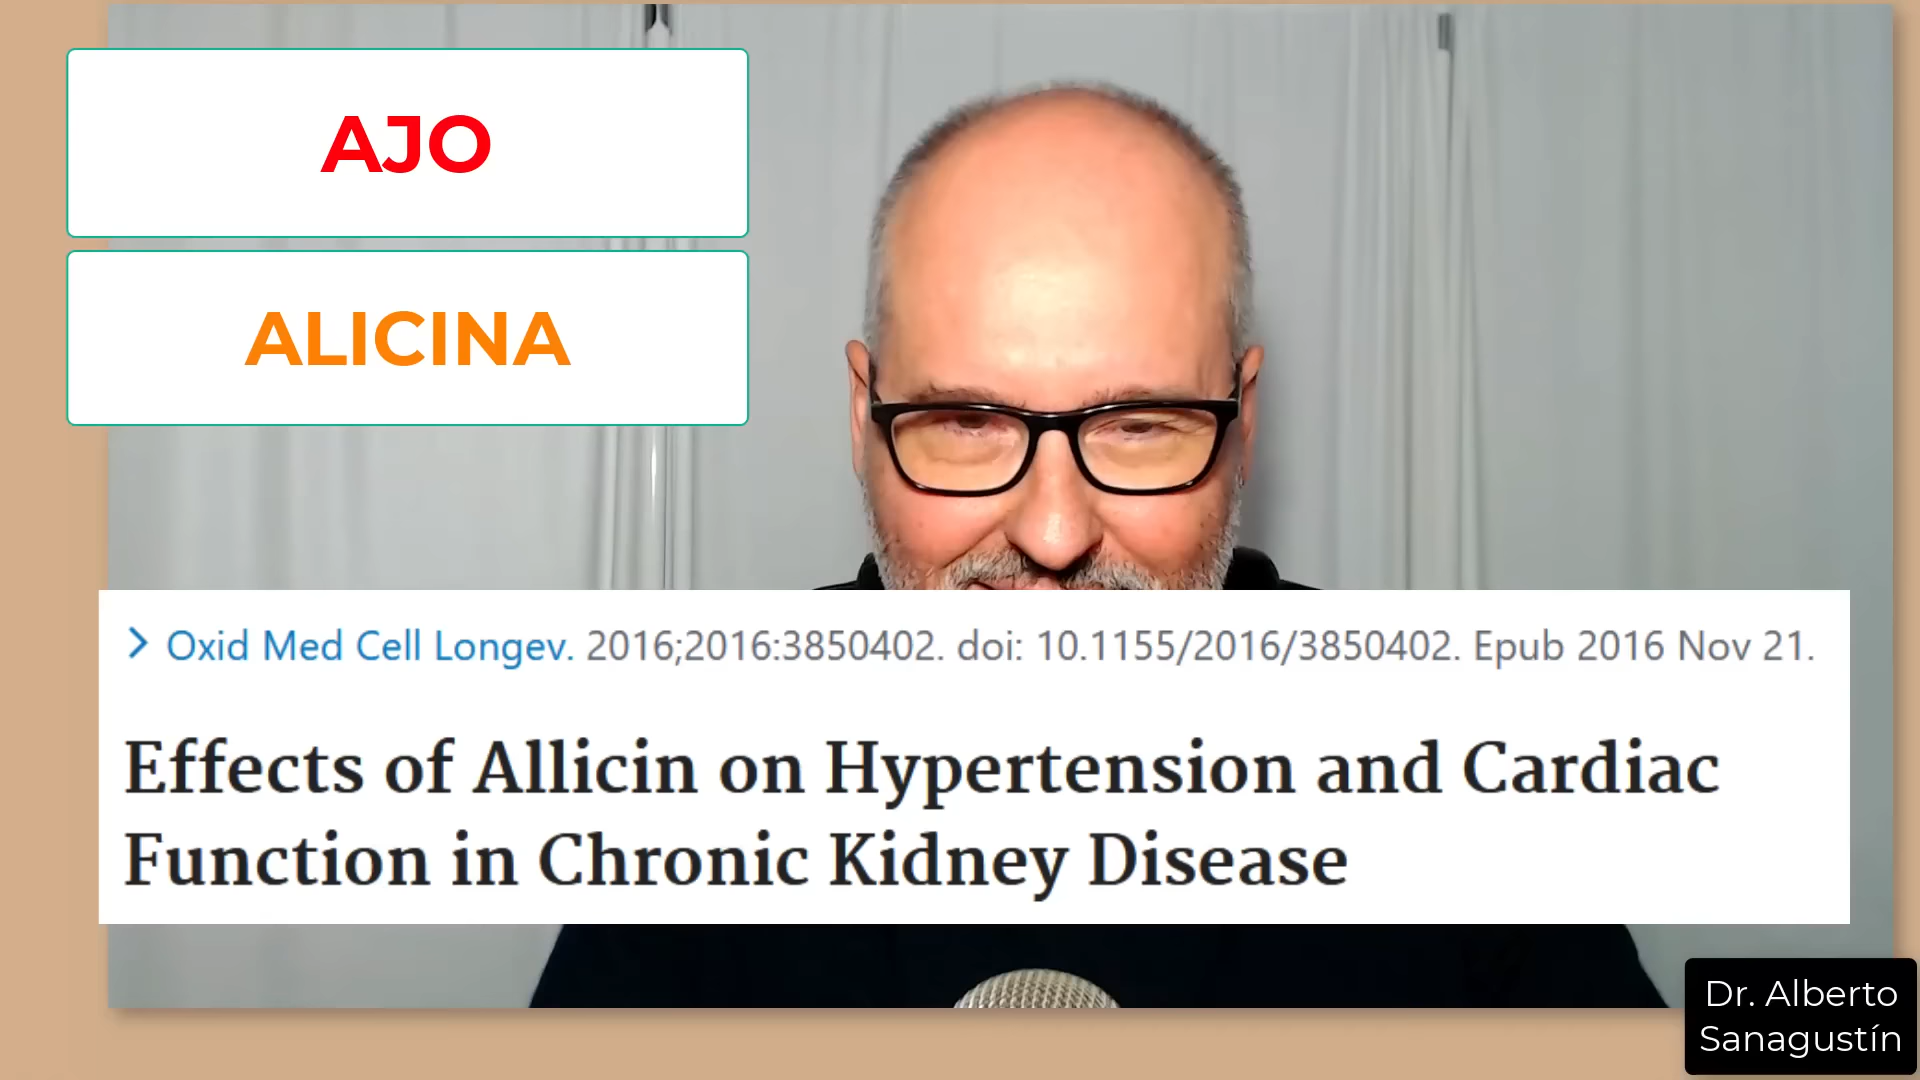 AJO
ALICINA
> Oxid Med Cell Longev. 2016;2016:3850402. doi: 10.1155/2016/3850402. Epub 2016 Nov 21.
Effects of Allicin on Hypertension and Cardiac
Function in Chronic Kidney Disease
Dr. Alberto
Sanagustín